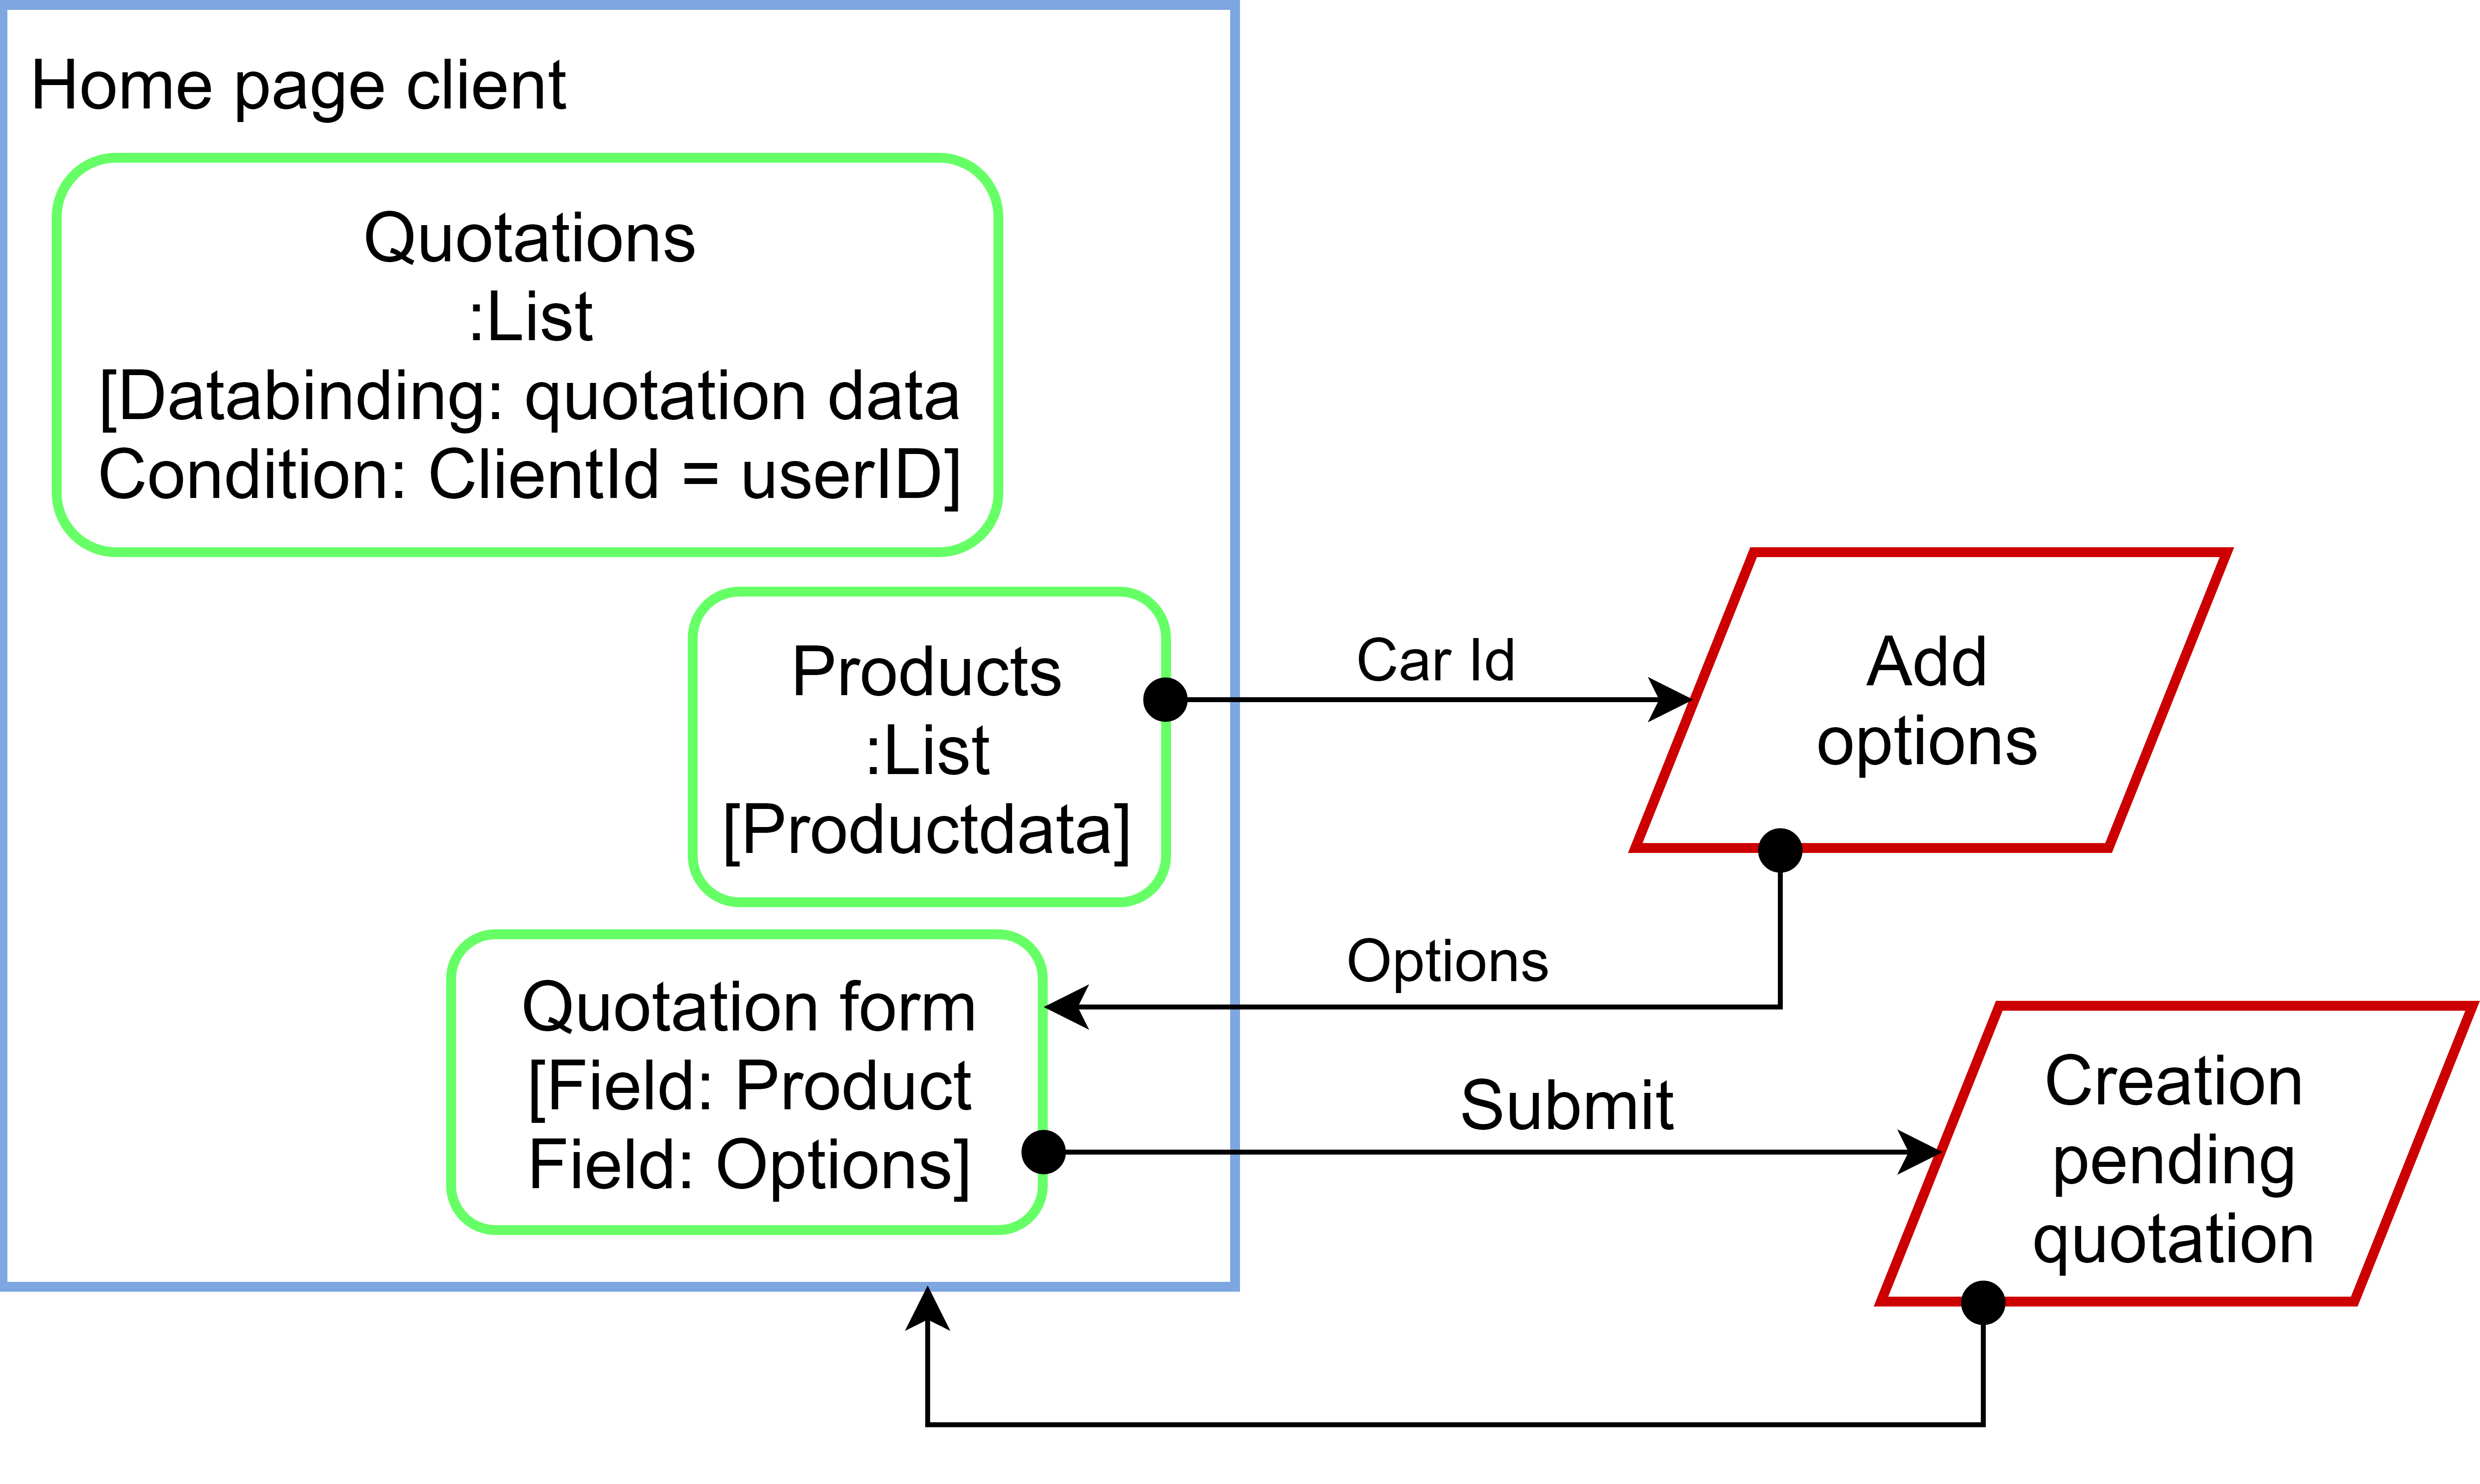 Home page client
Quotations
:List
[Databinding: quotation data
Condition: ClientId = userID]
Products
:List
[Productdata]
Car Id
Add
options
Options
Quotation form
[Field: Product
Field: Options]
Submit
Creation
pending
quotation